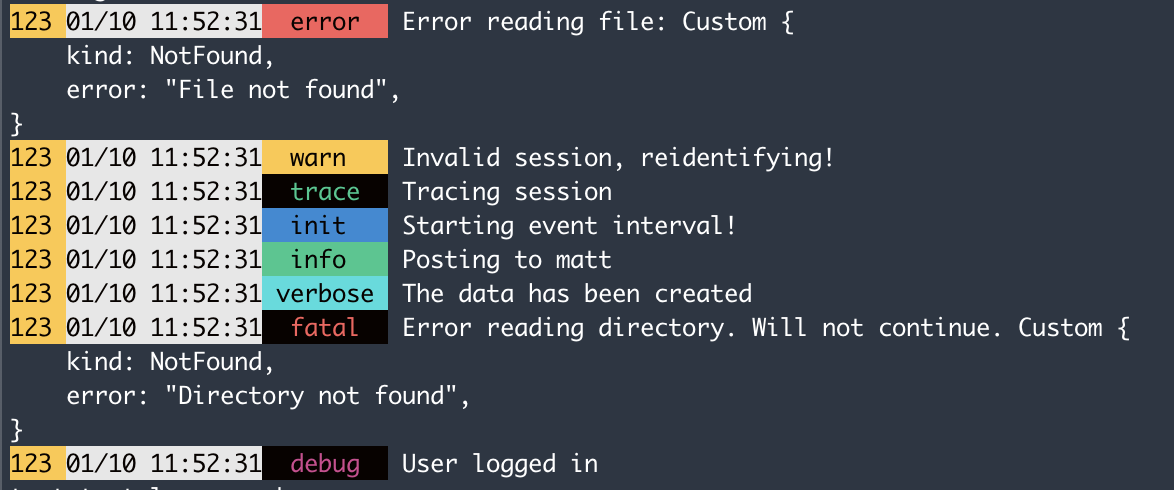 123 01/10 11:52:31 error Error reading file: Custom {
    kind: NotFound,
    error: "File not found",
}
123 01/10 11:52:31 warn Invalid session, reidentifying!
123 01/10 11:52:31 trace Tracing session
123 01/10 11:52:31 init Starting event interval!
123 01/10 11:52:31 info Posting to matt
123 01/10 11:52:31 verbose The data has been created
123 01/10 11:52:31 fatal Error reading directory. Will not continue. Custom {
    kind: NotFound,
    error: "Directory not found",
}
123 01/10 11:52:31 debug User logged in